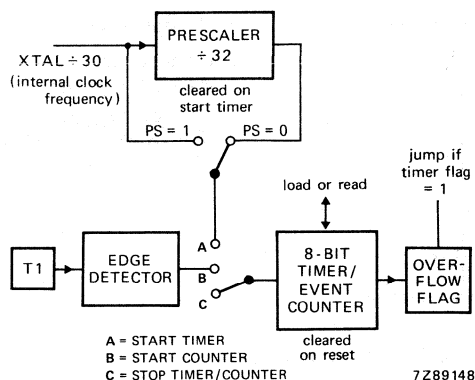 PRESCALER
÷ 32
XTAL ÷ 30
(internal clock
frequency)
cleared on
start timer
PS = 1
PS = 0
jump if
timer flag
= 1
load or read
T1
EDGE
DETECTOR
A
B
C
8-BIT
TIMER/
EVENT
COUNTER
OVER-
FLOW
FLAG
cleared
on reset
A = START TIMER
B = START COUNTER
C = STOP TIMER/COUNTER
7Z89148